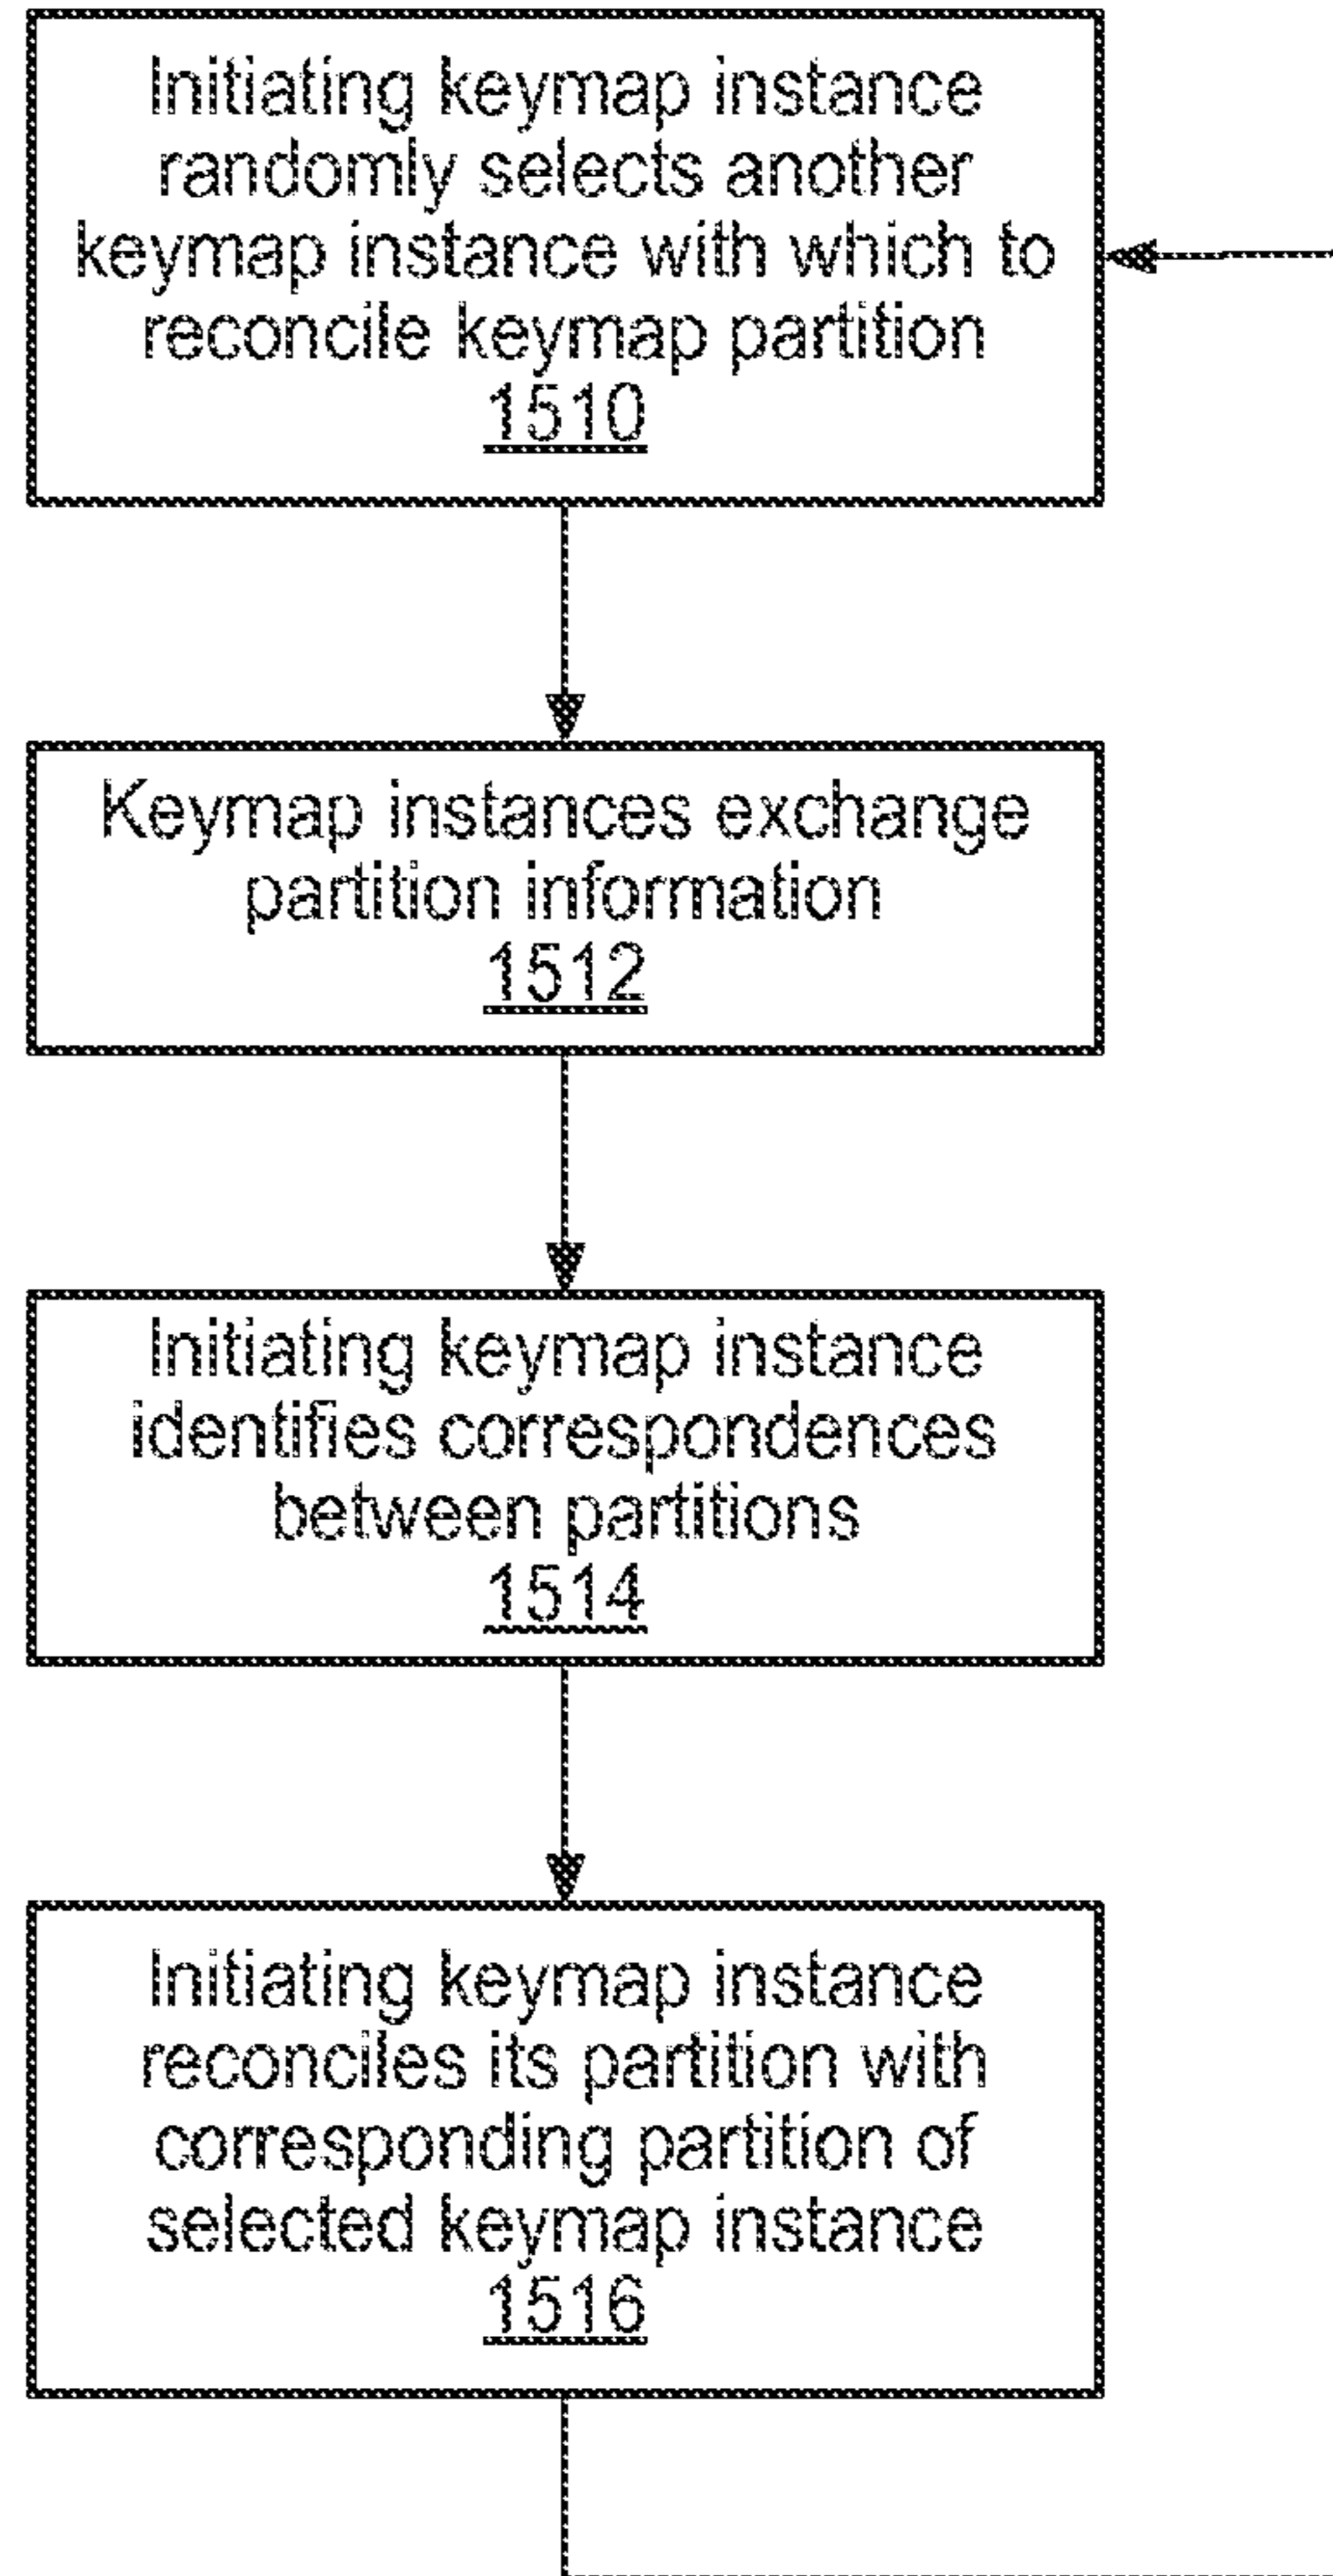 Initiating keymap instance
randomly selects another
keymap instance with which to
reconcile keymap partition
1510
Keymap instances exchange
partition information
1512
Initiating keymap instance
identifies correspondences
between partitions
1514
Initiating keymap instance
reconciles its partition with
corresponding partition of
selected keymap instance
1516